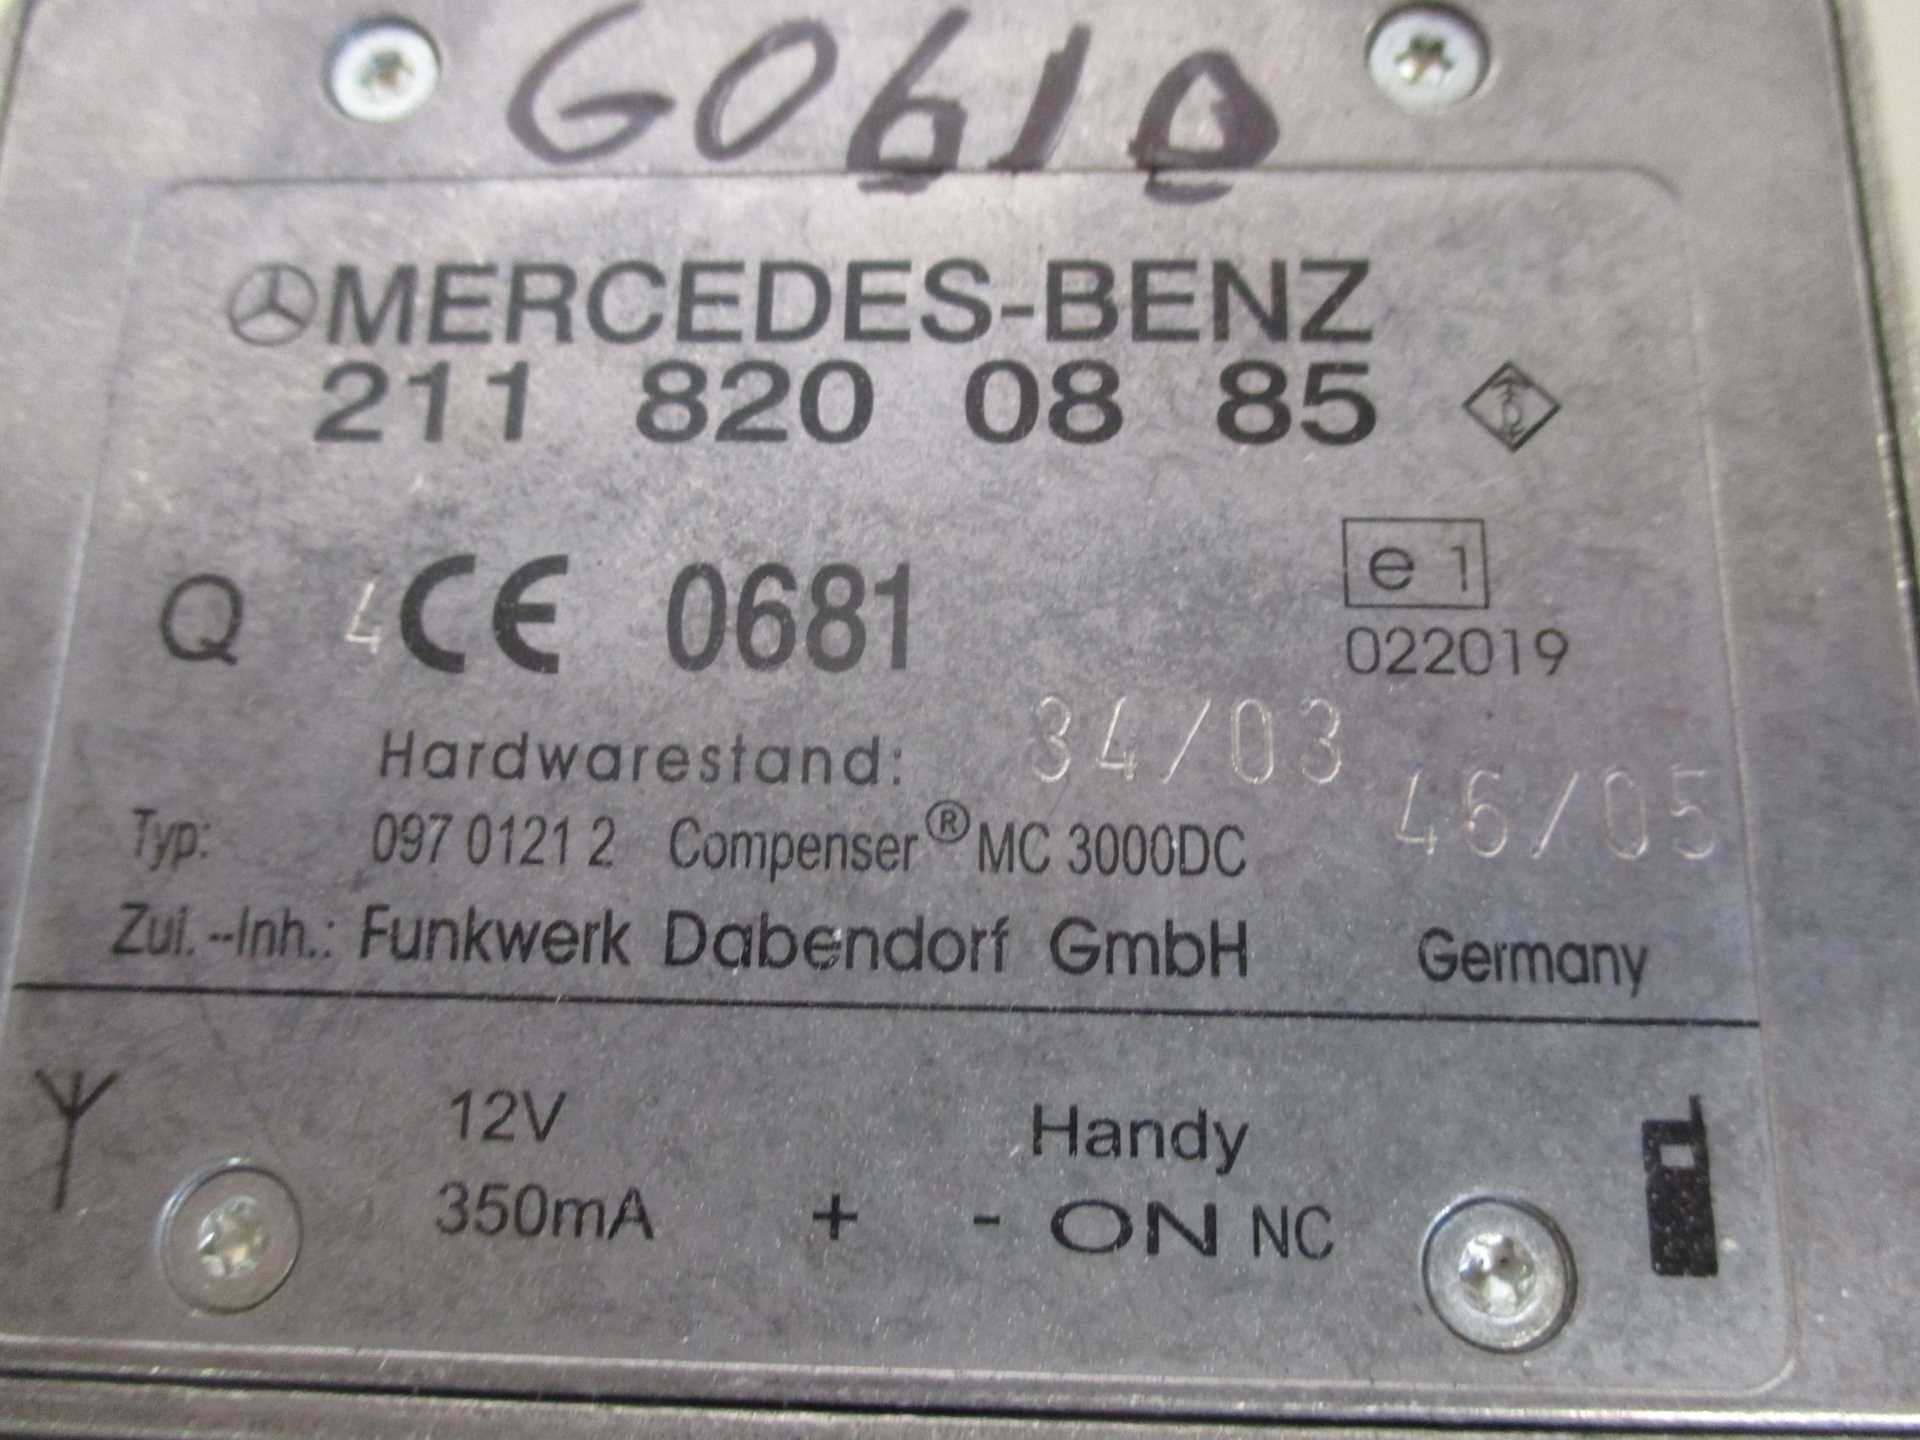 G0610
MERCEDES-BENZ
211 820 08 85
Q 4 CE 0681 e 1
022019
Hardwarestand: 34/03
46/05
Typ: 097 0121 2 Compenser® MC 3000DC
Zul.-Inh.: Funkwerk Dabendorf GmbH Germany
12V Handy
350mA + - ON NC